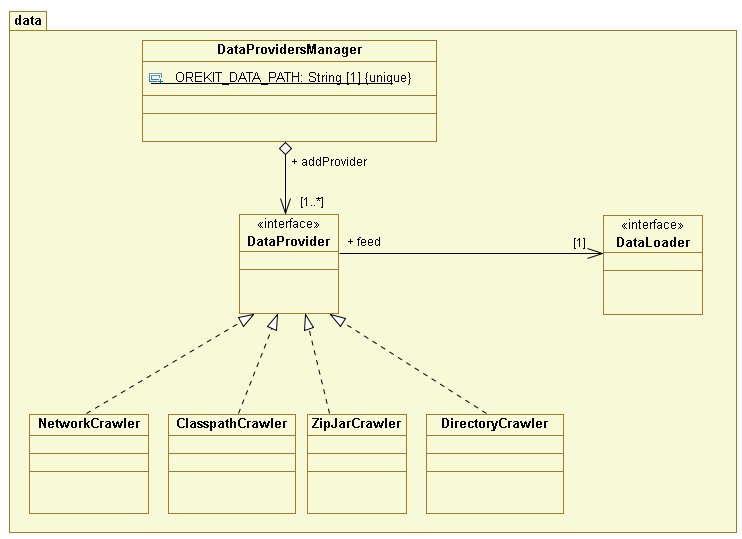 data
DataProvidersManager
OREKIT_DATA_PATH: String [1] {unique}
+ addProvider
[1..*]
«interface»
DataProvider
+ feed
[1]
«interface»
DataLoader
NetworkCrawler
ClasspathCrawler
ZipJarCrawler
DirectoryCrawler